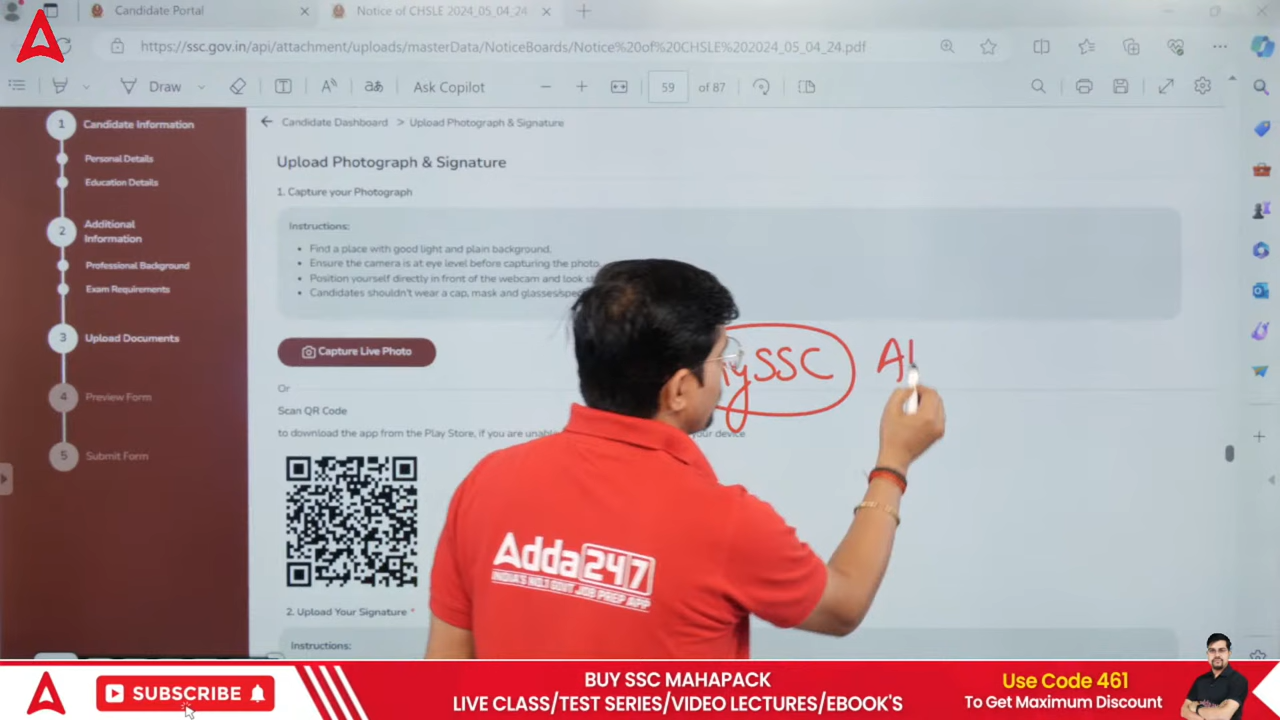 Candidate Portal
Notice of CHSLE 2024_05_04_24.
https://ssc.gov.in/api/attachment/uploads/masterData/NoticeBoards/Notice%20of%20CHSLE%202024_05_04_24.pdf
Draw
Ask Copilot
59 of 87
1 Candidate Information
Personal Details
Education Details
2 Additional
Information
Professional Background
Exam Requirements
3 Upload Documents
4 Preview Form
5 Submit Form
Candidate Dashboard > Upload Photograph & Signature
Upload Photograph & Signature
1. Capture your Photograph
Instructions:
• Find a place with good light and plain background.
• Ensure the camera is at eye level before capturing the photo.
• Position yourself directly in front of the webcam and look
• Candidates shouldn't wear a cap, mask and
Capture Live Photo
Or
Scan QR Code
to download the app from the Play Store, if you are your device
2. Upload Your Signature *
Instructions:
SSC A
Adda247
INDIA'S NO.1 GOVT JOB PREP APP
SUBSCRIBE
BUY SSC MAHAPACK
LIVE CLASS/TEST SERIES/VIDEO LECTURES/EBOOK'S
Use Code 461
To Get Maximum Discount